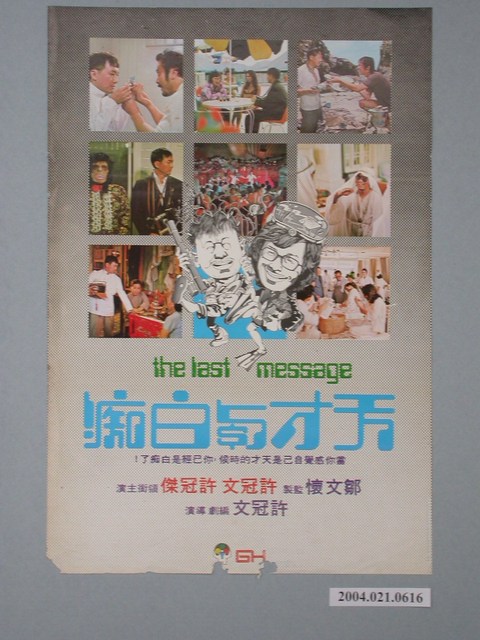 the last message
天才與白痴
當你感覺自己是天才的時候，你已經是白痴了！
鄒文懷 監製 許冠文 許冠傑 領銜主演
許冠文 編劇 導演
GH
2004.021.0616